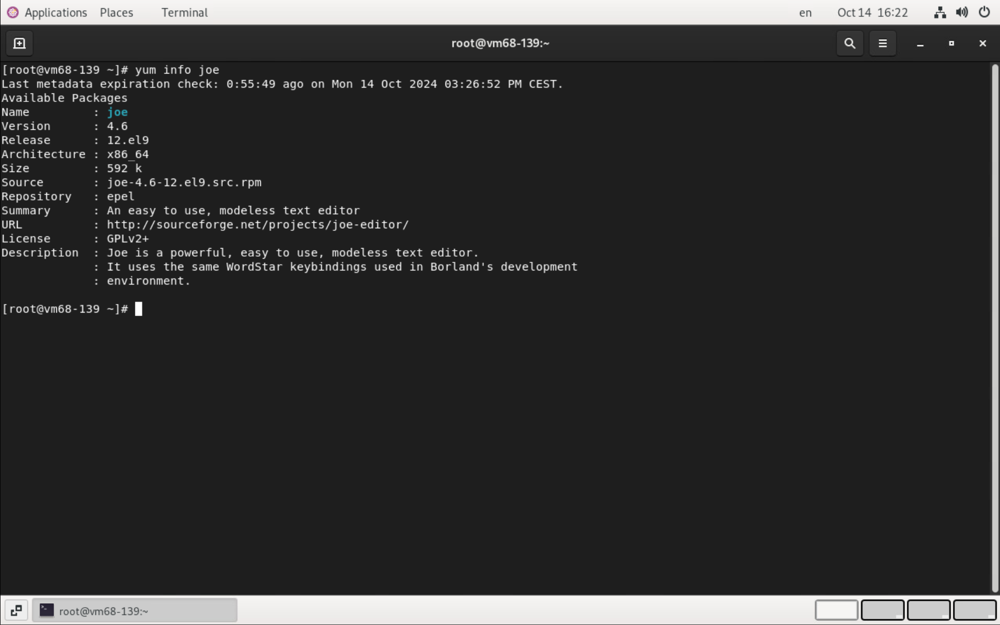 Applications Places Terminal en Oct 14 16:22
root@vm68-139:~
[root@vm68-139 ~]# yum info joe
Last metadata expiration check: 0:55:49 ago on Mon 14 Oct 2024 03:26:52 PM CEST.
Available Packages
Name         : joe
Version      : 4.6
Release      : 12.el9
Architecture : x86_64
Size         : 592 k
Source       : joe-4.6-12.el9.src.rpm
Repository   : epel
Summary      : An easy to use, modeless text editor
URL          : http://sourceforge.net/projects/joe-editor/
License      : GPLv2+
Description  : Joe is a powerful, easy to use, modeless text editor.
             : It uses the same WordStar keybindings used in Borland's development
             : environment.
[root@vm68-139 ~]#
root@vm68-139:~